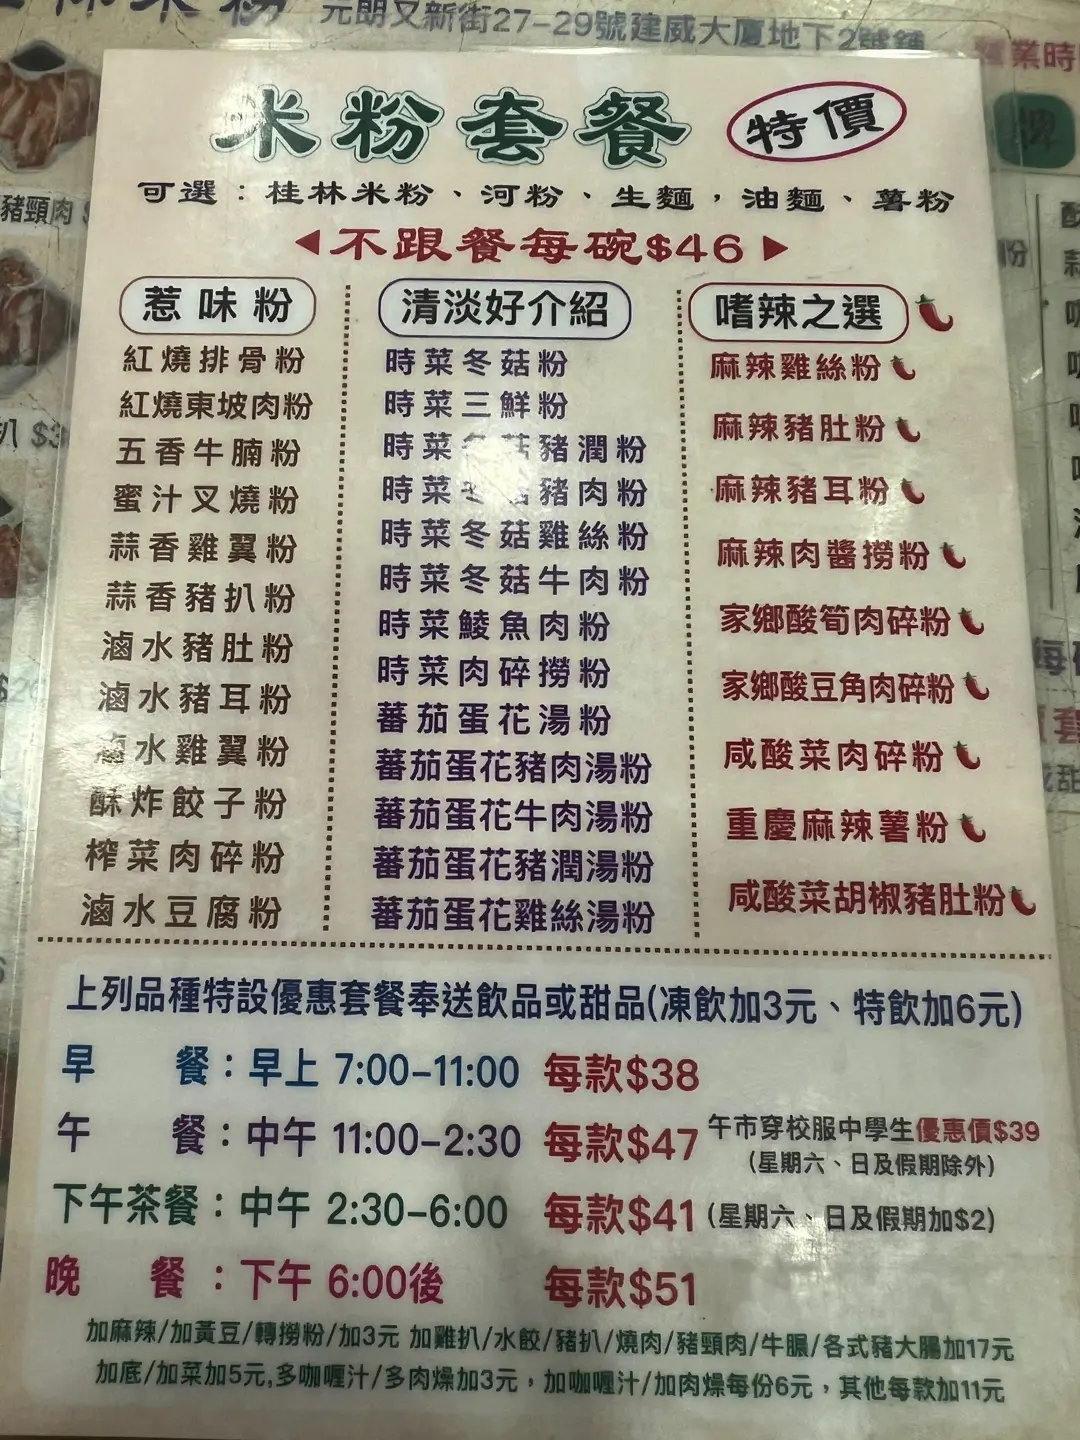 元朗又新街27-29號建威大廈地下2號舖
營業時
豬頸肉
米粉套餐 特價
可選：桂林米粉、河粉、生麵，油麵、薯粉
◀不跟餐每碗$46▶
惹味粉
紅燒排骨粉
紅燒東坡肉粉
五香牛腩粉
蜜汁叉燒粉
蒜香雞翼粉
蒜香豬扒粉
滷水豬肚粉
滷水豬耳粉
滷水雞翼粉
酥炸餃子粉
榨菜肉碎粉
滷水豆腐粉
清淡好介紹
時菜冬菇粉
時菜三鮮粉
時菜冬菇豬潤粉
時菜冬菇豬肉粉
時菜冬菇雞絲粉
時菜冬菇牛肉粉
時菜鯪魚肉粉
時菜肉碎撈粉
蕃茄蛋花湯粉
蕃茄蛋花豬肉湯粉
蕃茄蛋花牛肉湯粉
蕃茄蛋花豬潤湯粉
蕃茄蛋花雞絲湯粉
嗜辣之選
麻辣雞絲粉
麻辣豬肚粉
麻辣豬耳粉
麻辣肉醬撈粉
家鄉酸筍肉碎粉
家鄉酸豆角肉碎粉
咸酸菜肉碎粉
重慶麻辣薯粉
咸酸菜胡椒豬肚粉
上列品種特設優惠套餐奉送飲品或甜品(凍飲加3元、特飲加6元)
早 餐：早上 7:00-11:00 每款$38
午 餐：中午 11:00-2:30 每款$47 午市穿校服中學生優惠價$39
(星期六、日及假期除外)
下午茶餐：中午 2:30-6:00 每款$41 (星期六、日及假期加$2)
晚 餐：下午 6:00後 每款$51
加麻辣/加黃豆/轉撈粉/加3元 加雞扒/水餃/豬扒/燒肉/豬頸肉/牛脤/各式豬大腸加17元
加底/加菜加5元,多咖喱汁/多肉燥加3元，加咖喱汁/加肉燥每份6元，其他每款加11元